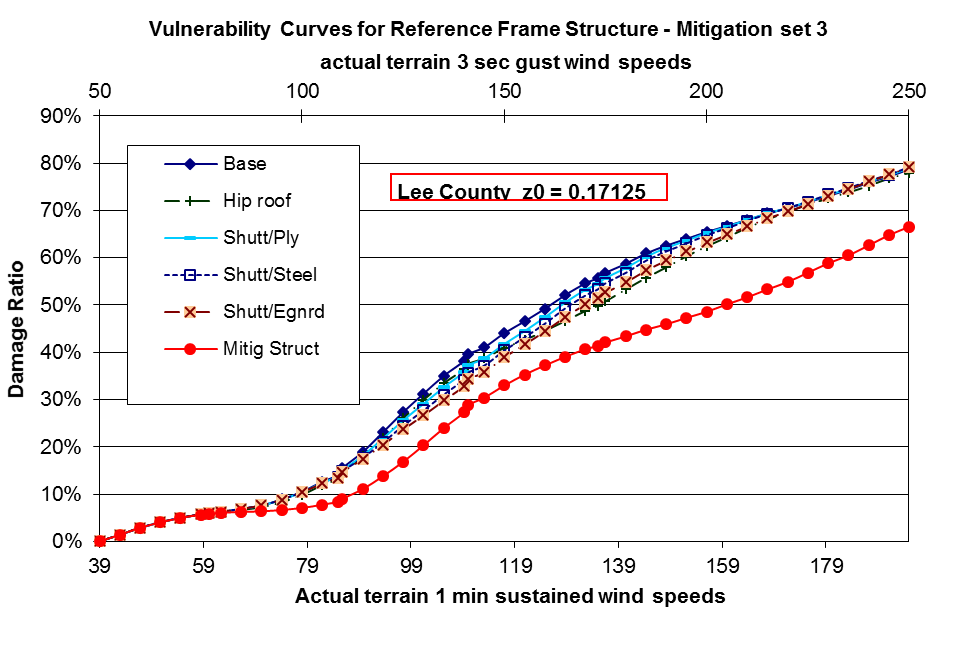 Vulnerability Curves for Reference Frame Structure - Mitigation set 3
actual terrain 3 sec gust wind speeds
50 100 150 200 250
90%
80%
70%
60%
50%
40%
30%
20%
10%
0%
Damage Ratio
Base
Hip roof
Shutt/Ply
Shutt/Steel
Shutt/Egnrd
Mitig Struct
Lee County z0 = 0.17125
39 59 79 99 119 139 159 179
Actual terrain 1 min sustained wind speeds